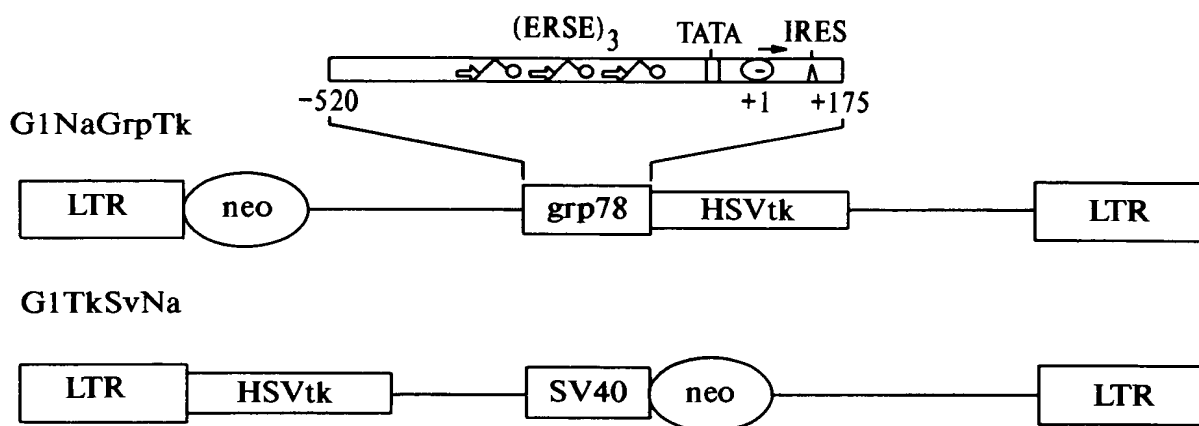 (ERSE)3 TATA IRES
−520 +1 +175
G1NaGrpTk
LTR neo grp78 HSVtk LTR
G1TkSvNa
LTR HSVtk SV40 neo LTR